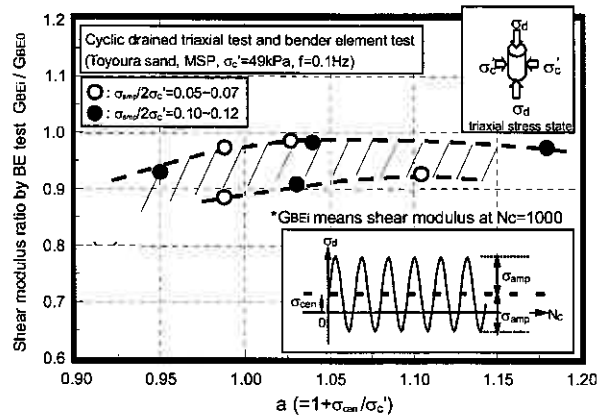 Cyclic drained triaxial test and bender element test
(Toyoura sand, MSP, σc'=49kPa, f=0.1Hz)
○ : σamp/2σc'=0.05~0.07
● : σamp/2σc'=0.10~0.12
σd
σc' σc'
σd
triaxial stress state
*GBEi means shear modulus at Nc=1000
σd
σamp
σcen
σamp
0
Nc
Shear modulus ratio by BE test GBEi / GBE0
1.2
1.1
1.0
0.9
0.8
0.7
0.6
0.90 0.95 1.00 1.05 1.10 1.15 1.20
a (=1+σcen/σc')